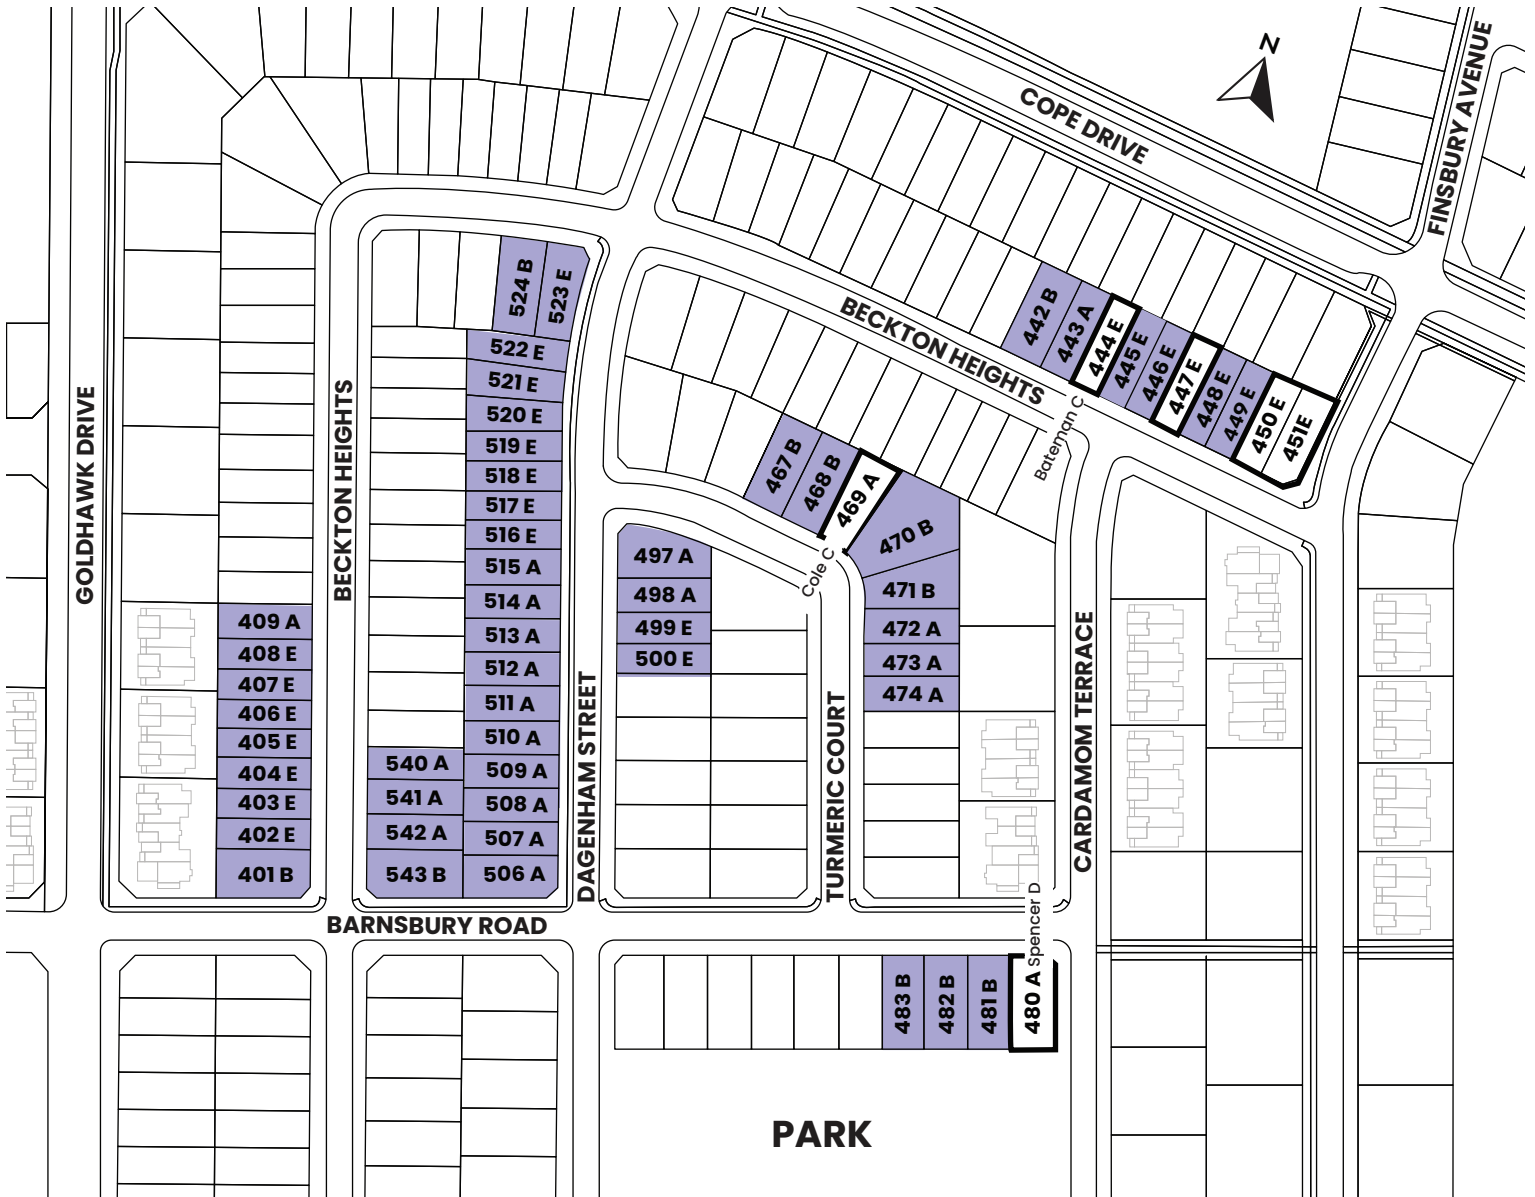 N
COPE DRIVE
FINSBURY AVENUE
BECKTON HEIGHTS
442 B
443 A
444 E
445 E
446 E
447 E
448 E
449 E
450 E
451E
Bateman C
524 B
523 E
522 E
521 E
520 E
519 E
518 E
517 E
516 E
515 A
514 A
513 A
512 A
511 A
510 A
509 A
508 A
507 A
506 A
540 A
541 A
542 A
543 B
GOLDHAWK DRIVE
BECKTON HEIGHTS
409 A
408 E
407 E
406 E
405 E
404 E
403 E
402 E
401 B
467 B
468 B
469 A
470 B
471 B
472 A
473 A
474 A
Cole C
497 A
498 A
499 E
500 E
DAGENHAM STREET
TURMERIC COURT
CARDAMOM TERRACE
BARNSBURY ROAD
483 B
482 B
481 B
480 A
Spencer D
PARK